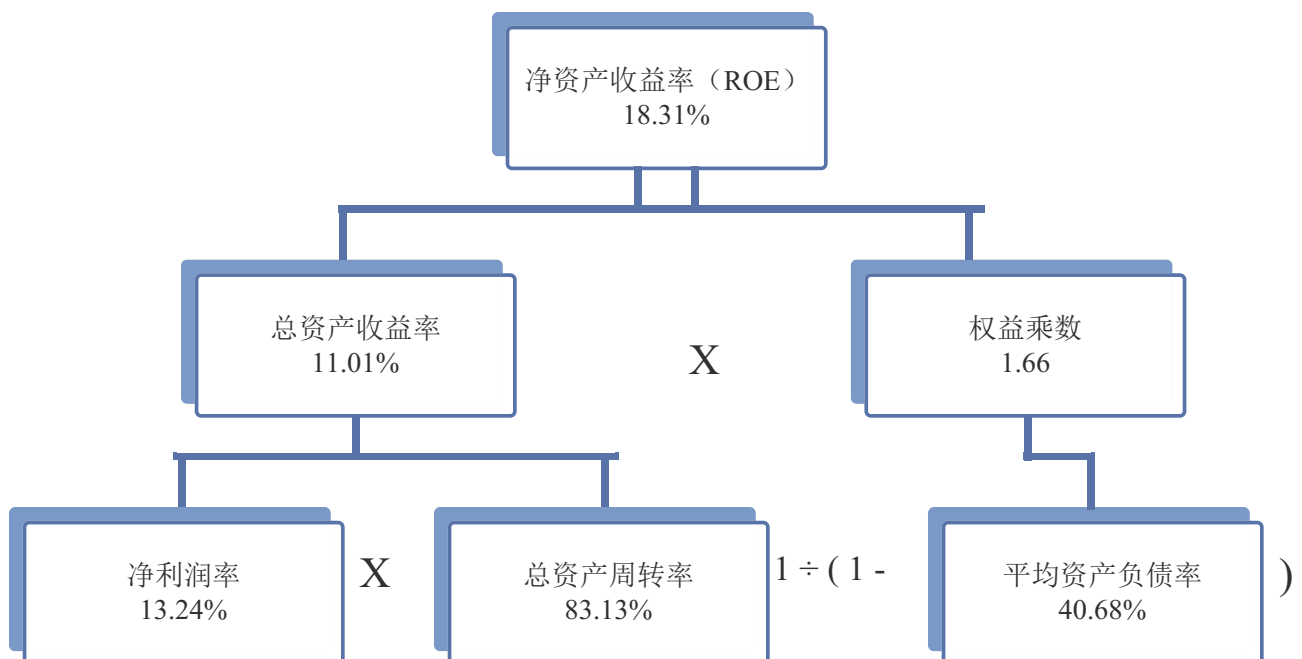 净资产收益率（ROE）
18.31%
总资产收益率
11.01%
X
权益乘数
1.66
净利润率
13.24%
X
总资产周转率
83.13%
1 ÷ ( 1 -
平均资产负债率
40.68%
)